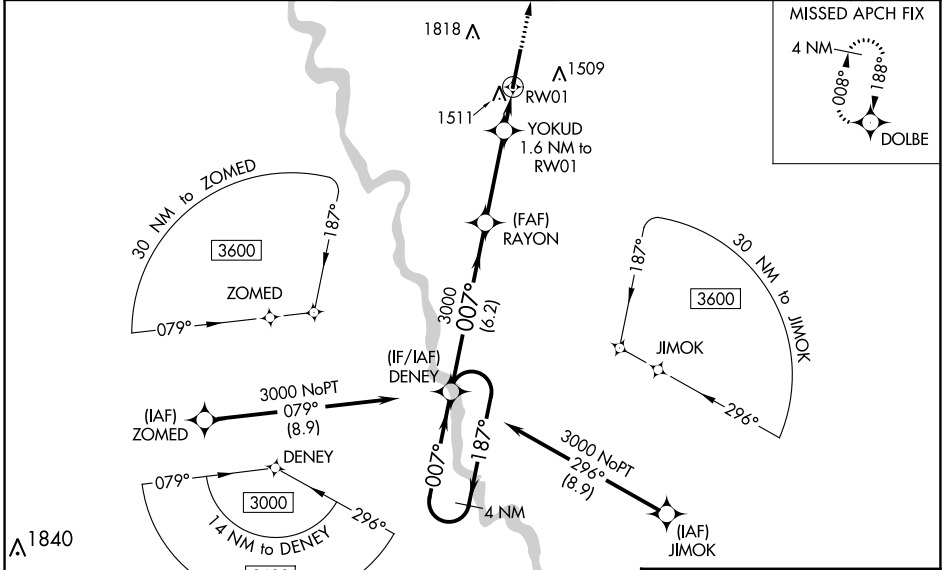 MISSED APCH FIX
4 NM
008°
188°
DOLBE
1818
1509
1511
RW01
YOKUD
1.6 NM to
RW01
(FAF)
RAYON
30 NM to ZOMED
187°
3600
ZOMED
079°
30 NM to JIMOK
187°
3600
JIMOK
296°
3000
007°
(6.2)
(IF/IAF)
DENEY
3000 NoPT
079°
(8.9)
(IAF)
ZOMED
007°
187°
4 NM
3000 NoPT
296°
(8.9)
(IAF)
JIMOK
DENEY
079°
3000
296°
14 NM to DENEY
1840